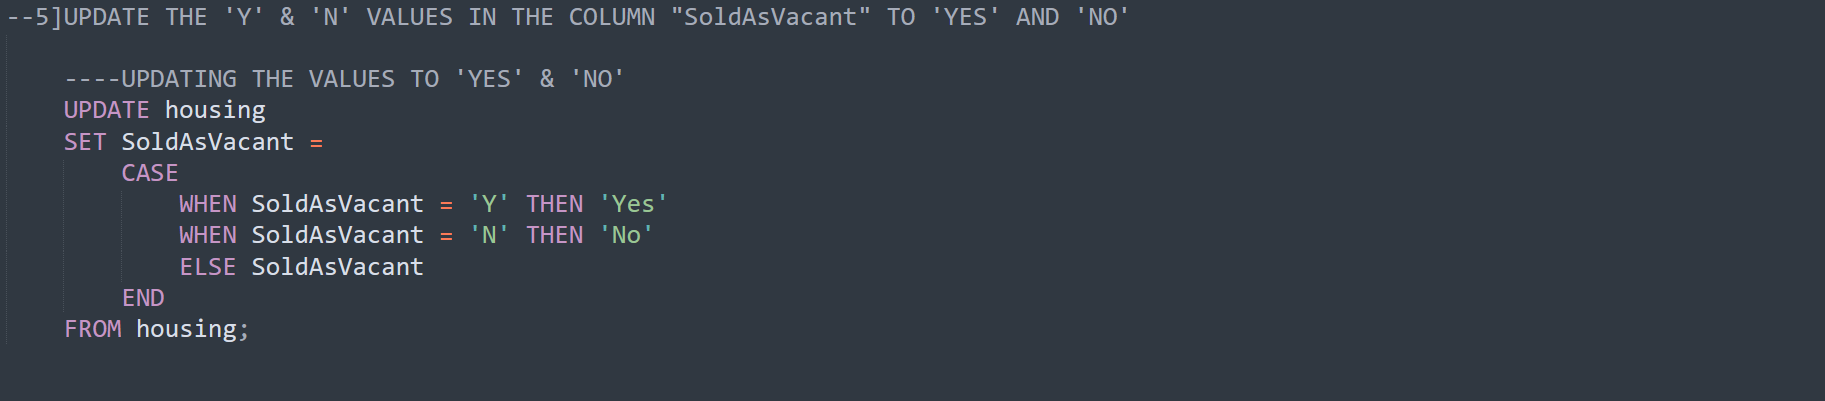 --5]UPDATE THE 'Y' & 'N' VALUES IN THE COLUMN "SoldAsVacant" TO 'YES' AND 'NO'
----UPDATING THE VALUES TO 'YES' & 'NO'
UPDATE housing
SET SoldAsVacant =
CASE
WHEN SoldAsVacant = 'Y' THEN 'Yes'
WHEN SoldAsVacant = 'N' THEN 'No'
ELSE SoldAsVacant
END
FROM housing;